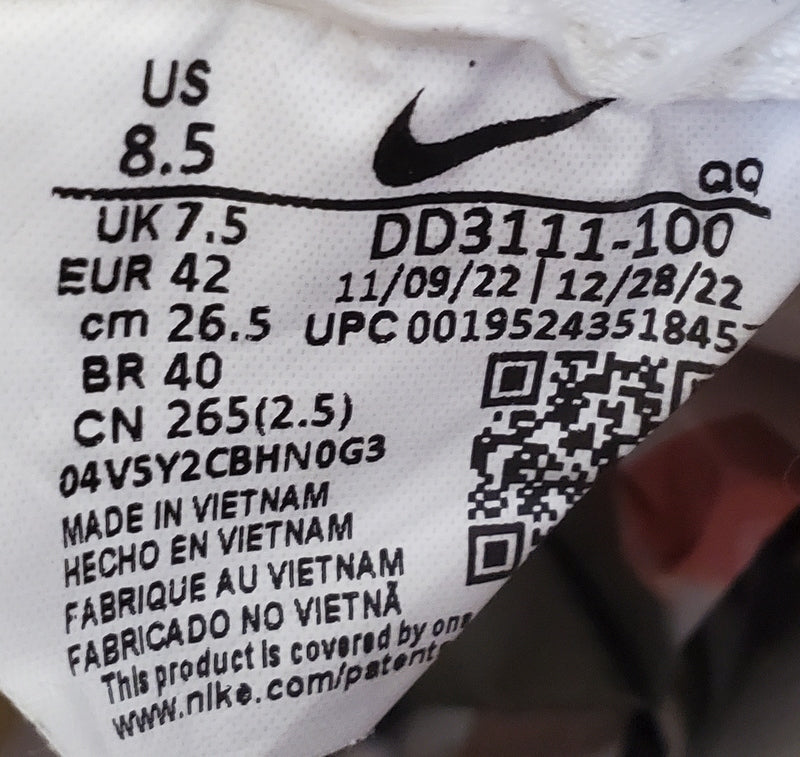 US
8.5
QQ
UK 7.5
EUR 42
cm 26.5
BR 40
CN 265(2.5)
04V5Y2CBHN0G3
DD3111-100
11/09/22 | 12/28/22
UPC 0019524351845
MADE IN VIETNAM
HECHO EN VIETNAM
FABRIQUE AU VIETNAM
FABRICADO NO VIETNÃ
This product is covered by one
www.nike.com/patent